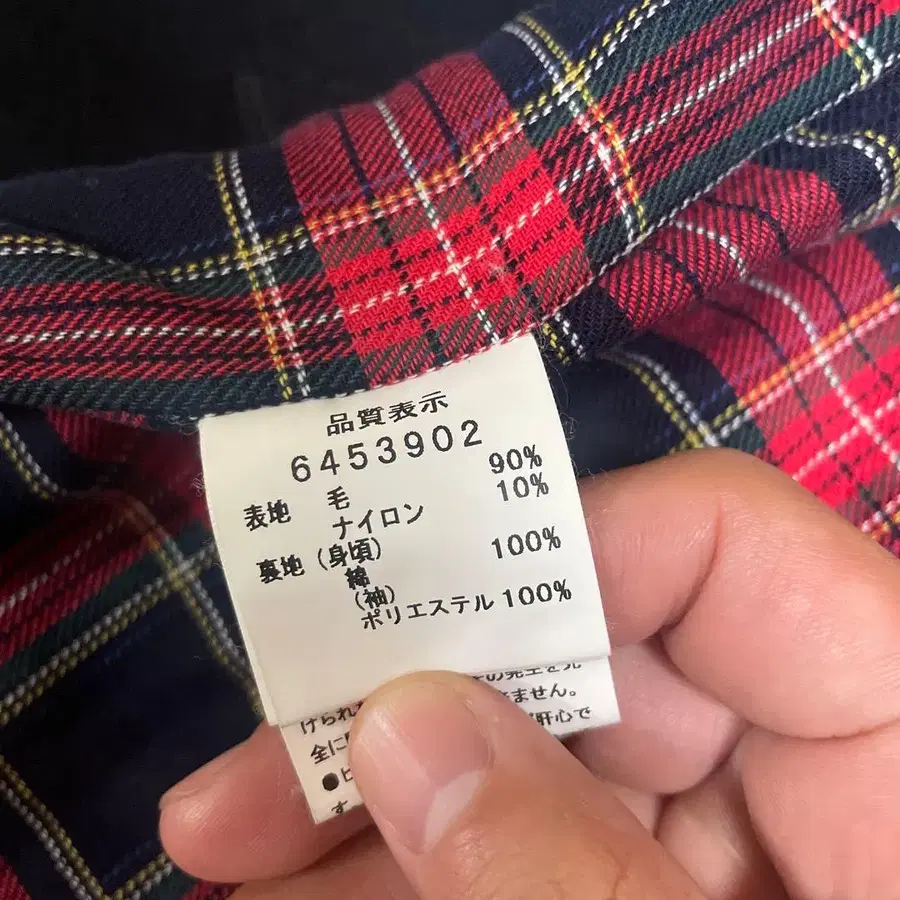 品質表示
6453902
表地 毛 90%
ナイロン 10%
裏地(身頃)
綿 100%
(袖)
ポリエステル 100%
ません。
けられ
肝心で
全に
●ヒ
す